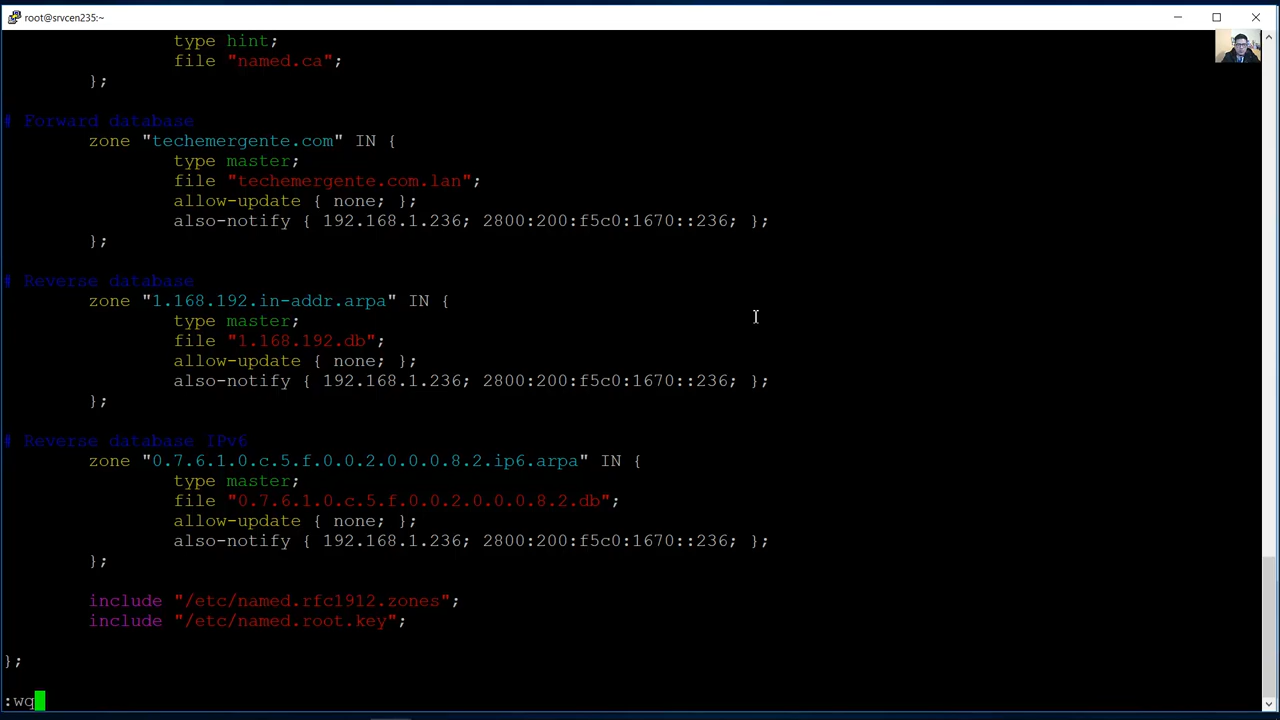 root@srvcen235:~
type hint;
file "named.ca";
};
# Forward database
zone "techemergente.com" IN {
type master;
file "techemergente.com.lan";
allow-update { none; };
also-notify { 192.168.1.236; 2800:200:f5c0:1670::236; };
};
# Reverse database
zone "1.168.192.in-addr.arpa" IN {
type master;
file "1.168.192.db";
allow-update { none; };
also-notify { 192.168.1.236; 2800:200:f5c0:1670::236; };
};
# Reverse database IPv6
zone "0.7.6.1.0.c.5.f.0.0.2.0.0.0.8.2.ip6.arpa" IN {
type master;
file "0.7.6.1.0.c.5.f.0.0.2.0.0.0.8.2.db";
allow-update { none; };
also-notify { 192.168.1.236; 2800:200:f5c0:1670::236; };
};
include "/etc/named.rfc1912.zones";
include "/etc/named.root.key";
};
:wq